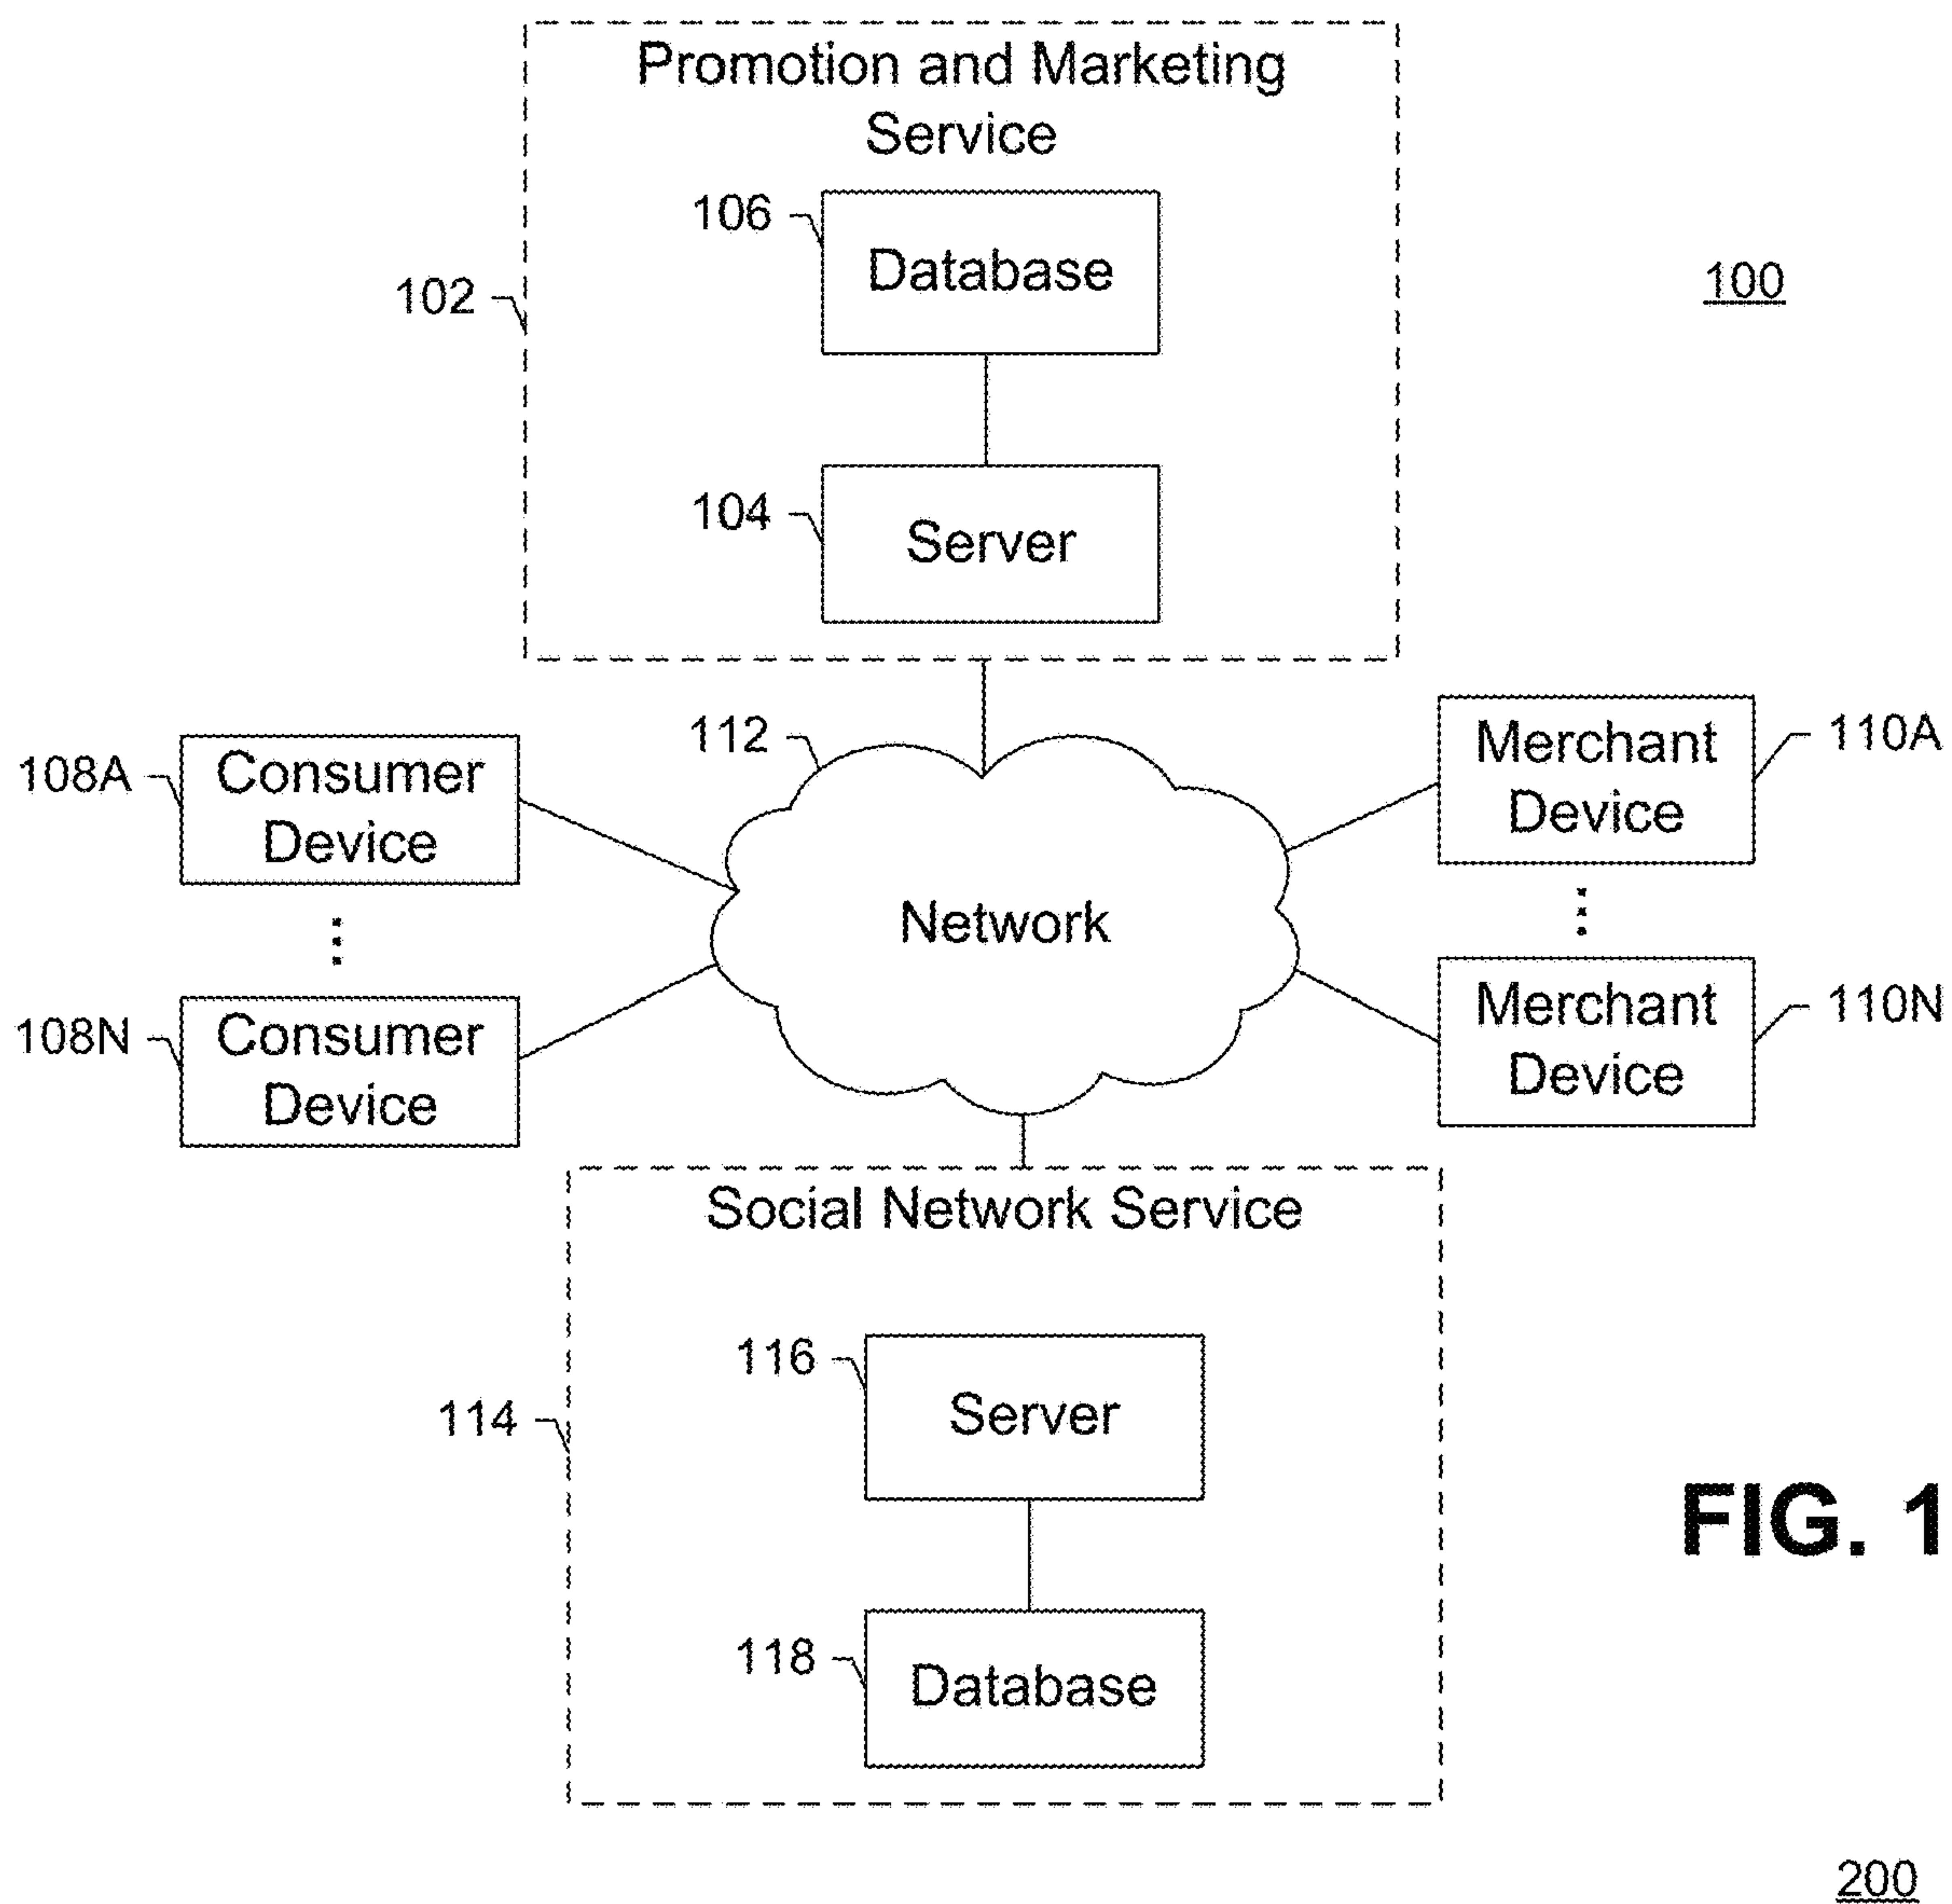 Promotion and Marketing
Service
106
Database
102
100
104
Server
112
108A
Consumer
Device
Merchant
Device
110A
Network
108N
Consumer
Device
Merchant
Device
110N
Social Network Service
116
Server
114
FIG. 1
118
Database
200